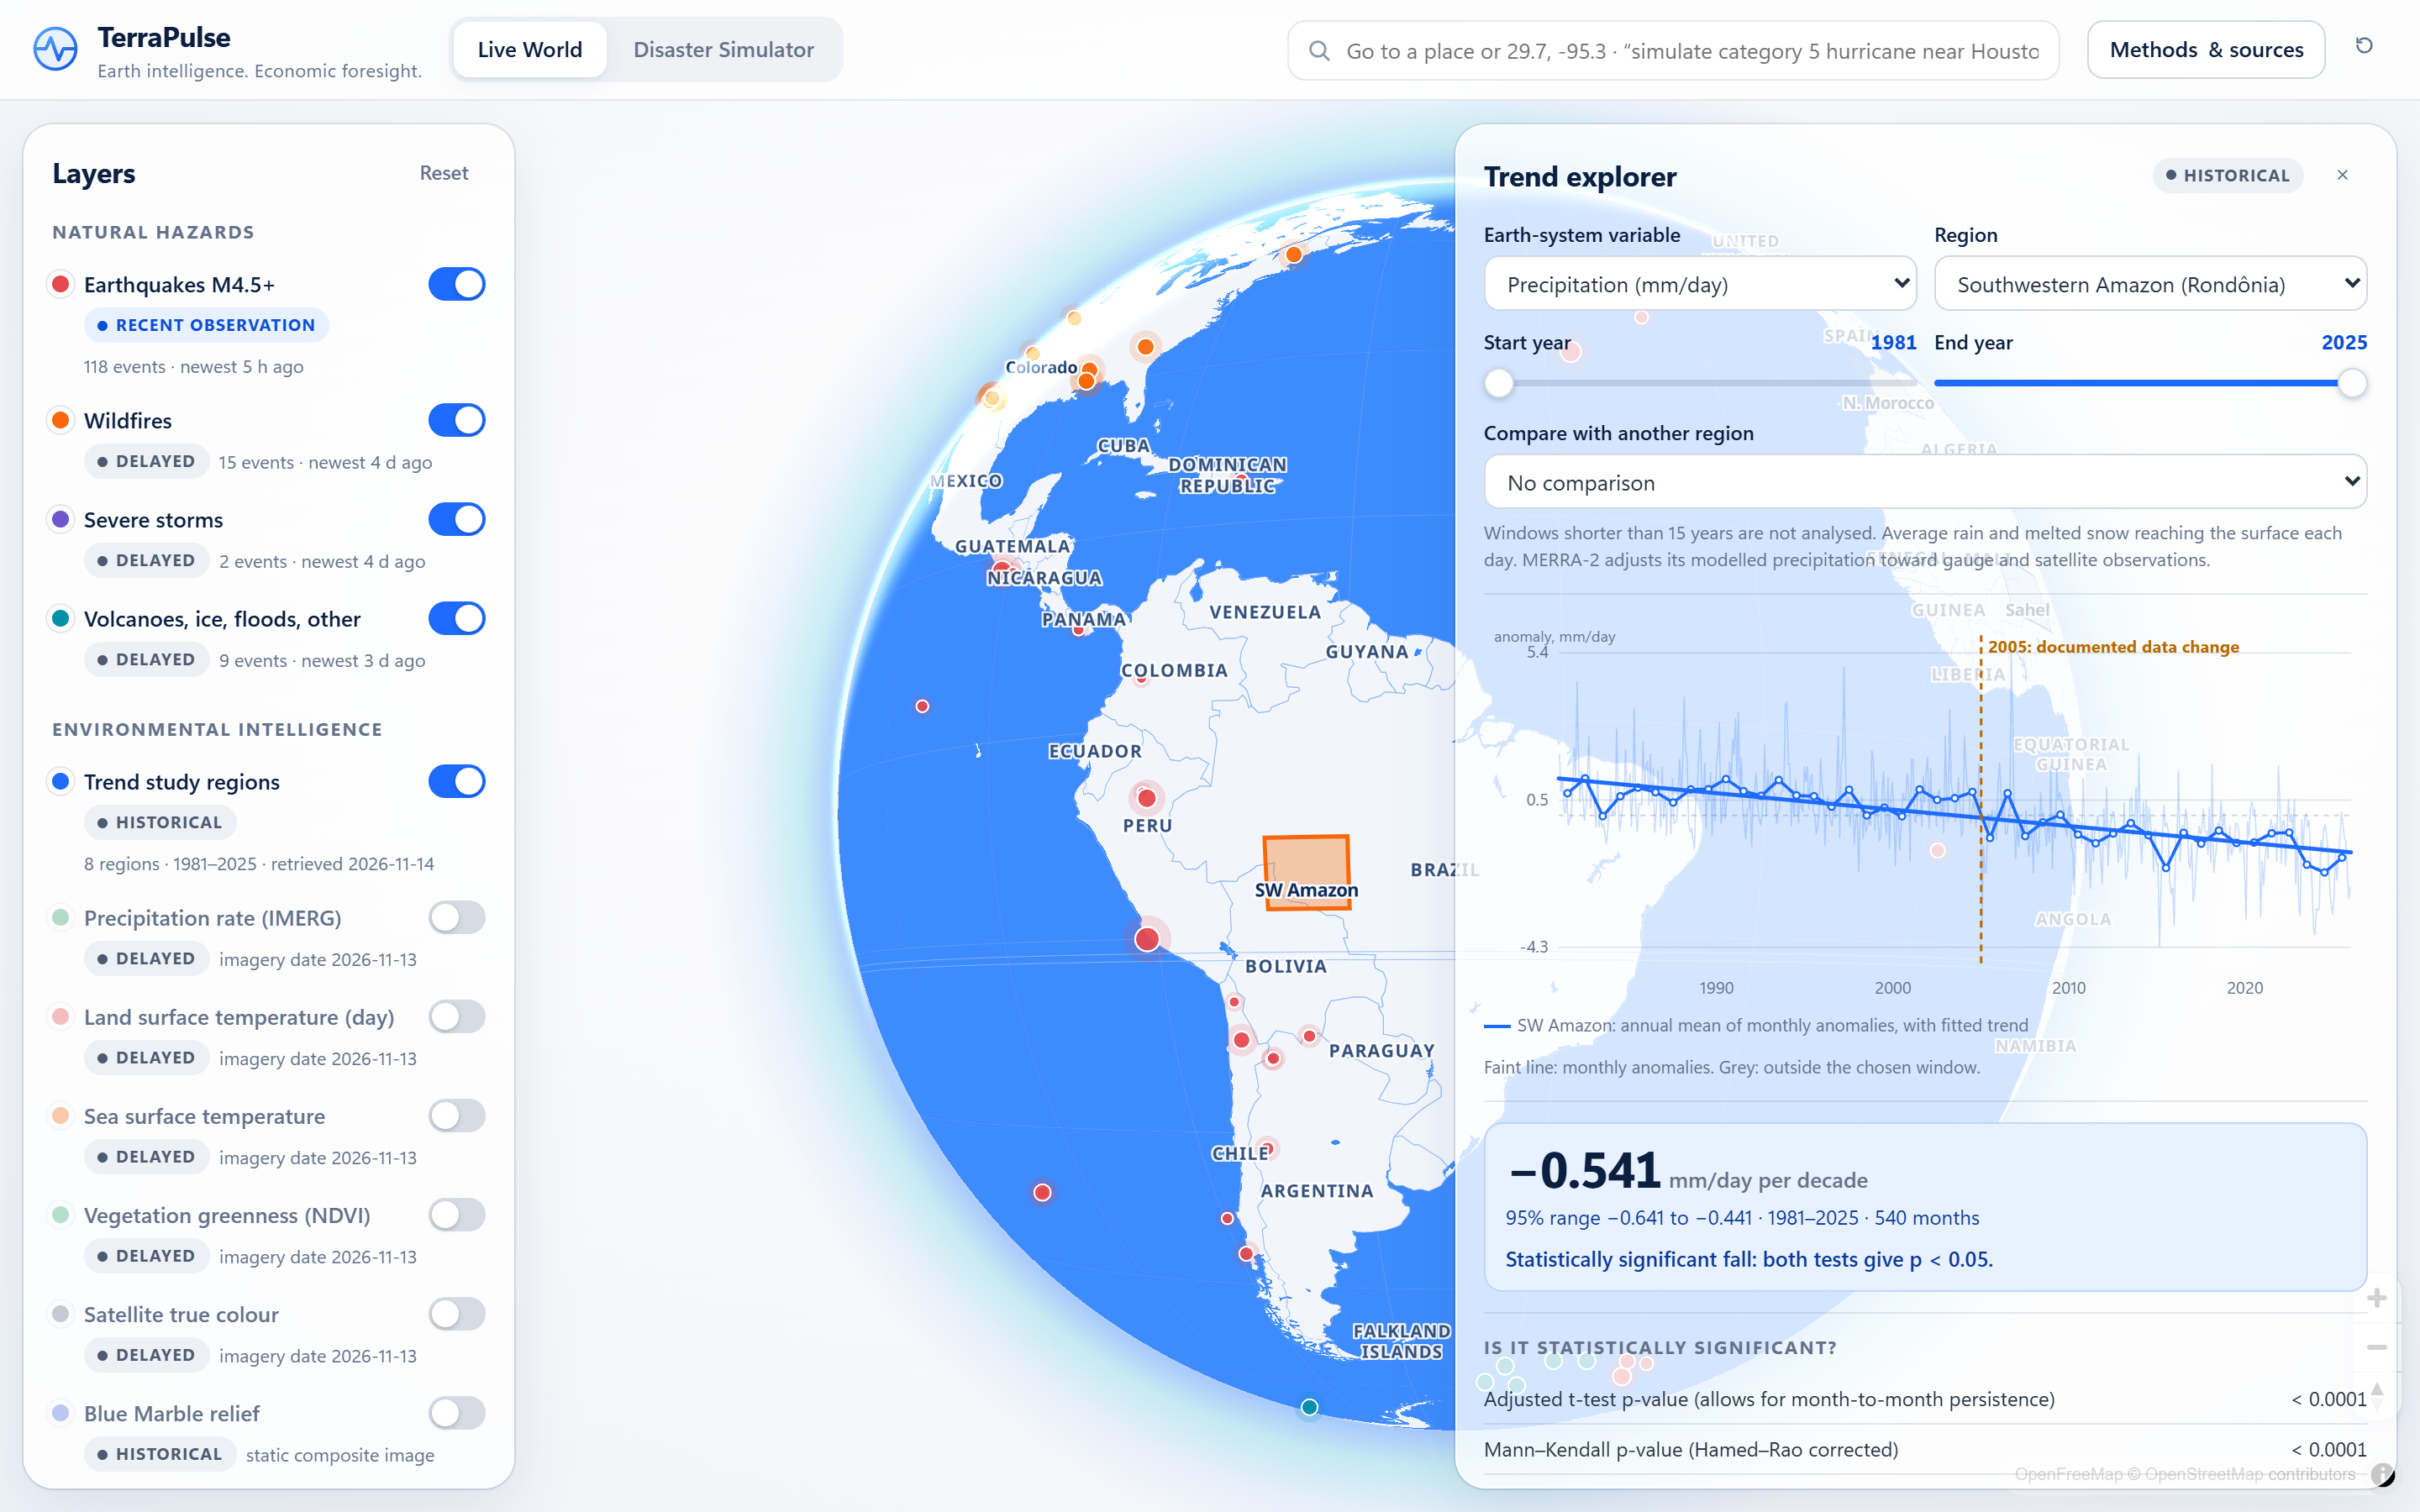 TerraPulse
Earth intelligence. Economic foresight.
Live World
Disaster Simulator
Go to a place or 29.7, -95.3 · “simulate category 5 hurricane near Housto
Methods & sources
Layers
Reset
NATURAL HAZARDS
Earthquakes M4.5+
RECENT OBSERVATION
118 events · newest 5 h ago
Wildfires
DELAYED 15 events · newest 4 d ago
Severe storms
DELAYED 2 events · newest 4 d ago
Volcanoes, ice, floods, other
DELAYED 9 events · newest 3 d ago
ENVIRONMENTAL INTELLIGENCE
Trend study regions
HISTORICAL
8 regions · 1981–2025 · retrieved 2026-11-14
Precipitation rate (IMERG)
DELAYED imagery date 2026-11-13
Land surface temperature (day)
DELAYED imagery date 2026-11-13
Sea surface temperature
DELAYED imagery date 2026-11-13
Vegetation greenness (NDVI)
DELAYED imagery date 2026-11-13
Satellite true colour
DELAYED imagery date 2026-11-13
Blue Marble relief
HISTORICAL static composite image
Colorado
CUBA
DOMINICAN
REPUBLIC
MEXICO
GUATEMALA
NICARAGUA
PANAMA
VENEZUELA
GUYANA
COLOMBIA
ECUADOR
PERU
BRAZIL
SW Amazon
BOLIVIA
PARAGUAY
CHILE
ARGENTINA
FALKLAND
ISLANDS
Trend explorer
HISTORICAL
Earth-system variable
Region
UNITED
Precipitation (mm/day)
Southwestern Amazon (Rondônia)
SPAIN
Start year 1981
End year 2025
N. Morocco
Compare with another region
ALGERIA
No comparison
Windows shorter than 15 years are not analysed. Average rain and melted snow reaching the surface each
day. MERRA-2 adjusts its modelled precipitation toward gauge and satellite observations.
SENEGAL
MALI
GUINEA
Sahel
anomaly, mm/day
5.4
2005: documented data change
LIBERIA
EQUATORIAL
GUINEA
0.5
ANGOLA
-4.3
1990
2000
2010
2020
SW Amazon: annual mean of monthly anomalies, with fitted trend
NAMIBIA
Faint line: monthly anomalies. Grey: outside the chosen window.
−0.541 mm/day per decade
95% range −0.641 to −0.441 · 1981–2025 · 540 months
Statistically significant fall: both tests give p < 0.05.
IS IT STATISTICALLY SIGNIFICANT?
Adjusted t-test p-value (allows for month-to-month persistence) < 0.0001
Mann–Kendall p-value (Hamed–Rao corrected) < 0.0001
OpenFreeMap © OpenStreetMap contributors